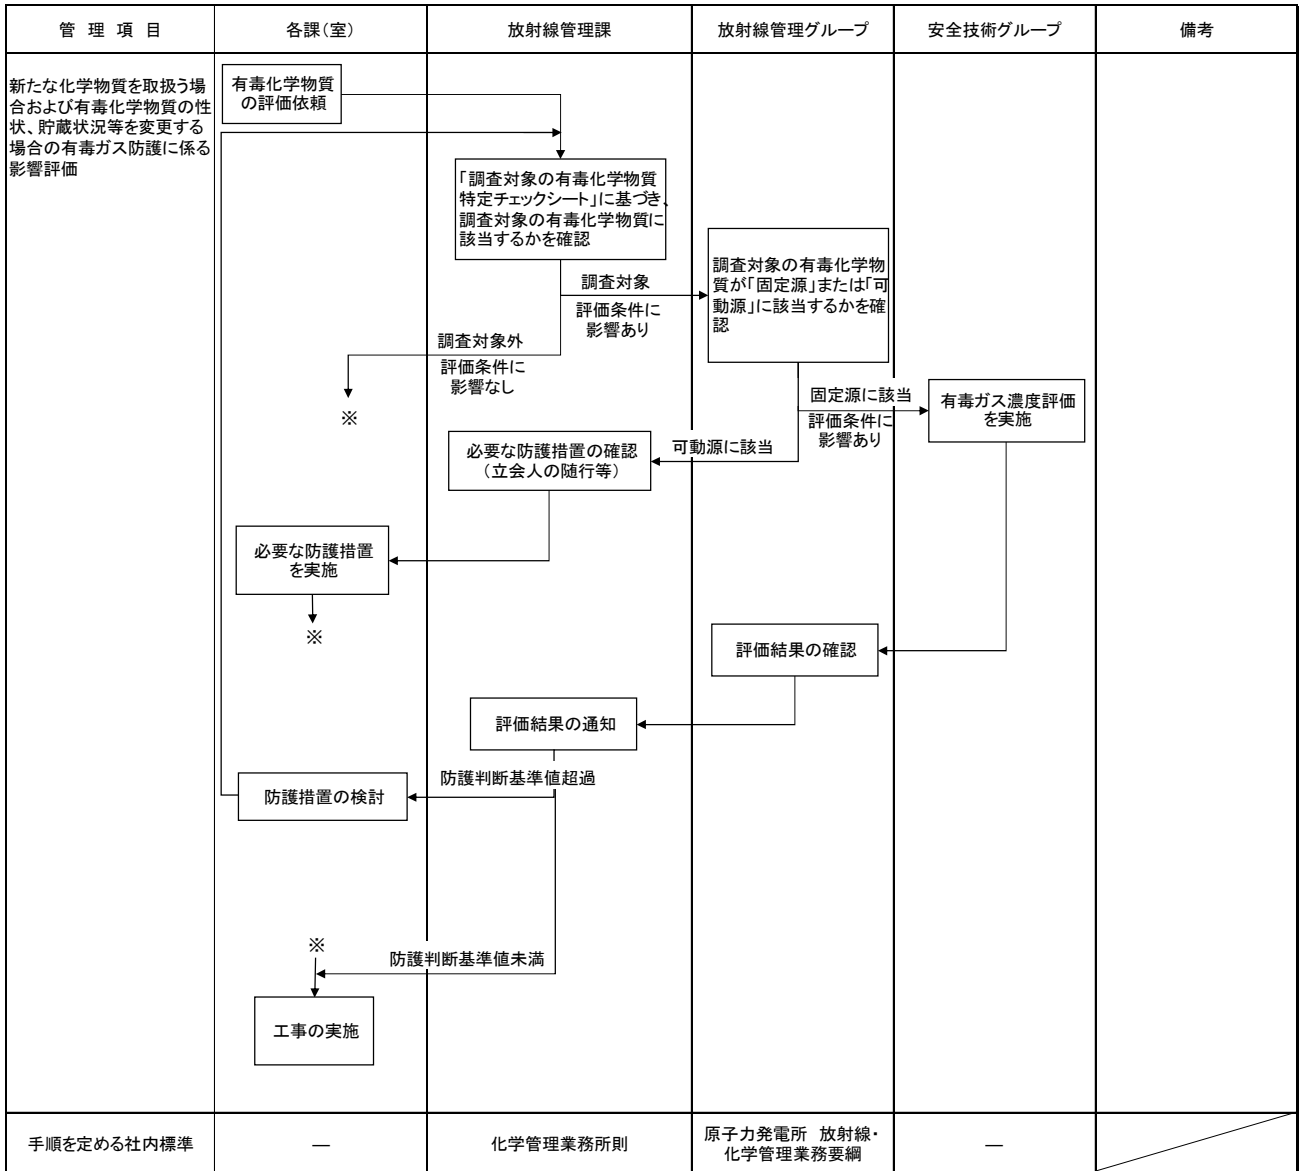 管 理 項 目
各課(室)
放射線管理課
放射線管理グループ
安全技術グループ
備考
新たな化学物質を取扱う場
合および有毒化学物質の性
状、貯蔵状況等を変更する
場合の有毒ガス防護に係る
影響評価
有毒化学物質
の評価依頼
「調査対象の有毒化学物質
特定チェックシート」に基づき、
調査対象の有毒化学物質に
該当するかを確認
調査対象の有毒化学物
質が「固定源」または「可
動源」に該当するかを確
認
調査対象
評価条件に
影響あり
調査対象外
評価条件に
影響なし
※
固定源に該当
評価条件に
影響あり
有毒ガス濃度評価
を実施
可動源に該当
必要な防護措置の確認
(立会人の随行等)
必要な防護措置
を実施
※
評価結果の確認
評価結果の通知
防護判断基準値超過
防護措置の検討
※
防護判断基準値未満
工事の実施
手順を定める社内標準
―
化学管理業務所則
原子力発電所 放射線・
化学管理業務要綱
―